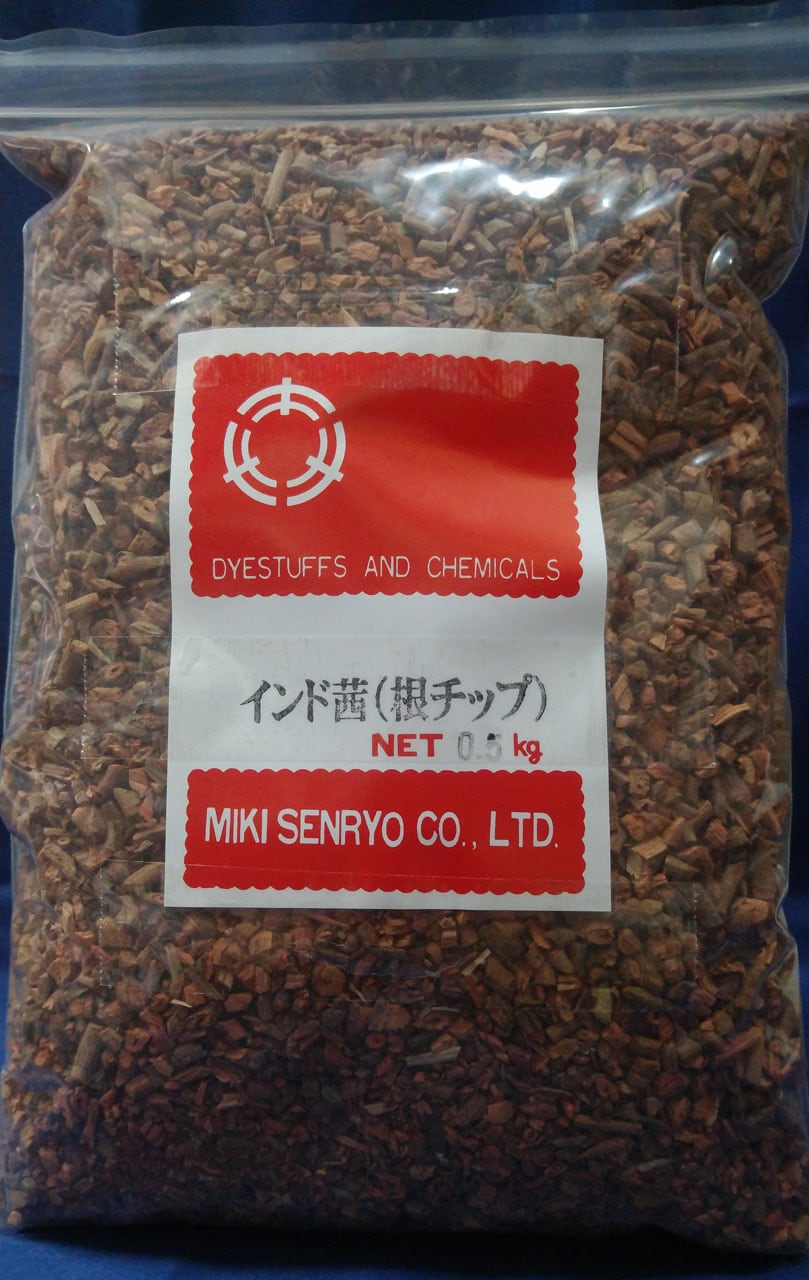 DYESTUFFS AND CHEMICALS
インド茜(根チップ)
NET 0.5 kg
MIKI SENRYO CO., LTD.